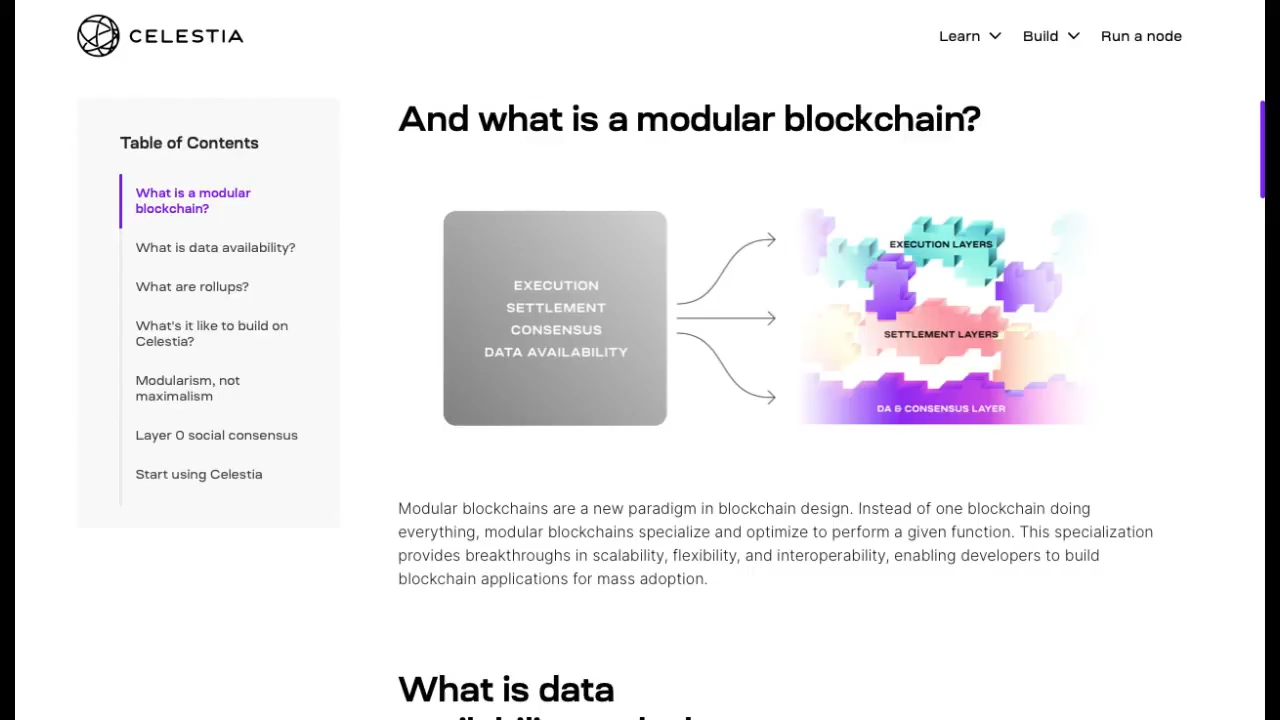 CELESTIA
Learn
Build
Run a node
Table of Contents
What is a modular
blockchain?
What is data availability?
What are rollups?
What's it like to build on
Celestia?
Modularism, not
maximalism
Layer 0 social consensus
Start using Celestia
And what is a modular blockchain?
EXECUTION
SETTLEMENT
CONSENSUS
DATA AVAILABILITY
EXECUTION LAYERS
SETTLEMENT LAYERS
DA & CONSENSUS LAYER
Modular blockchains are a new paradigm in blockchain design. Instead of one blockchain doing
everything, modular blockchains specialize and optimize to perform a given function. This specialization
provides breakthroughs in scalability, flexibility, and interoperability, enabling developers to build
blockchain applications for mass adoption.
What is data